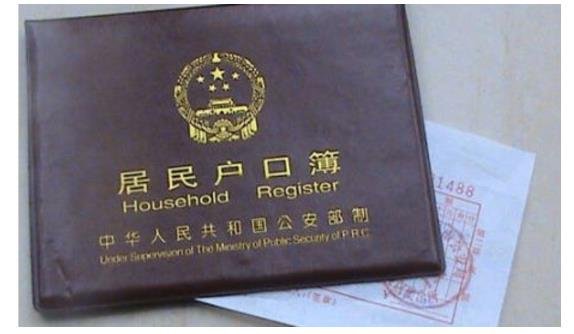 居民户口簿
Household Register
中华人民共和国公安部制
Under Supervision of The Ministry of Public Security of P.R.C.
1488